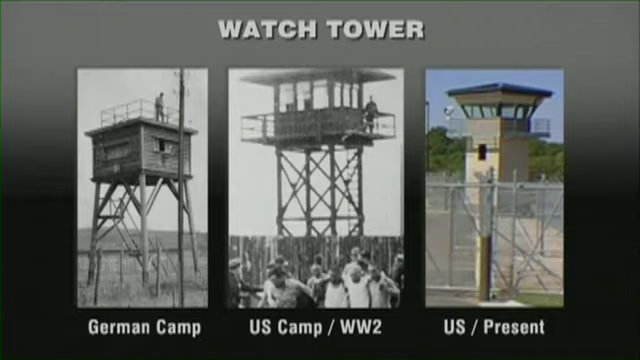 WATCH TOWER
German Camp
US Camp / WW2
US / Present